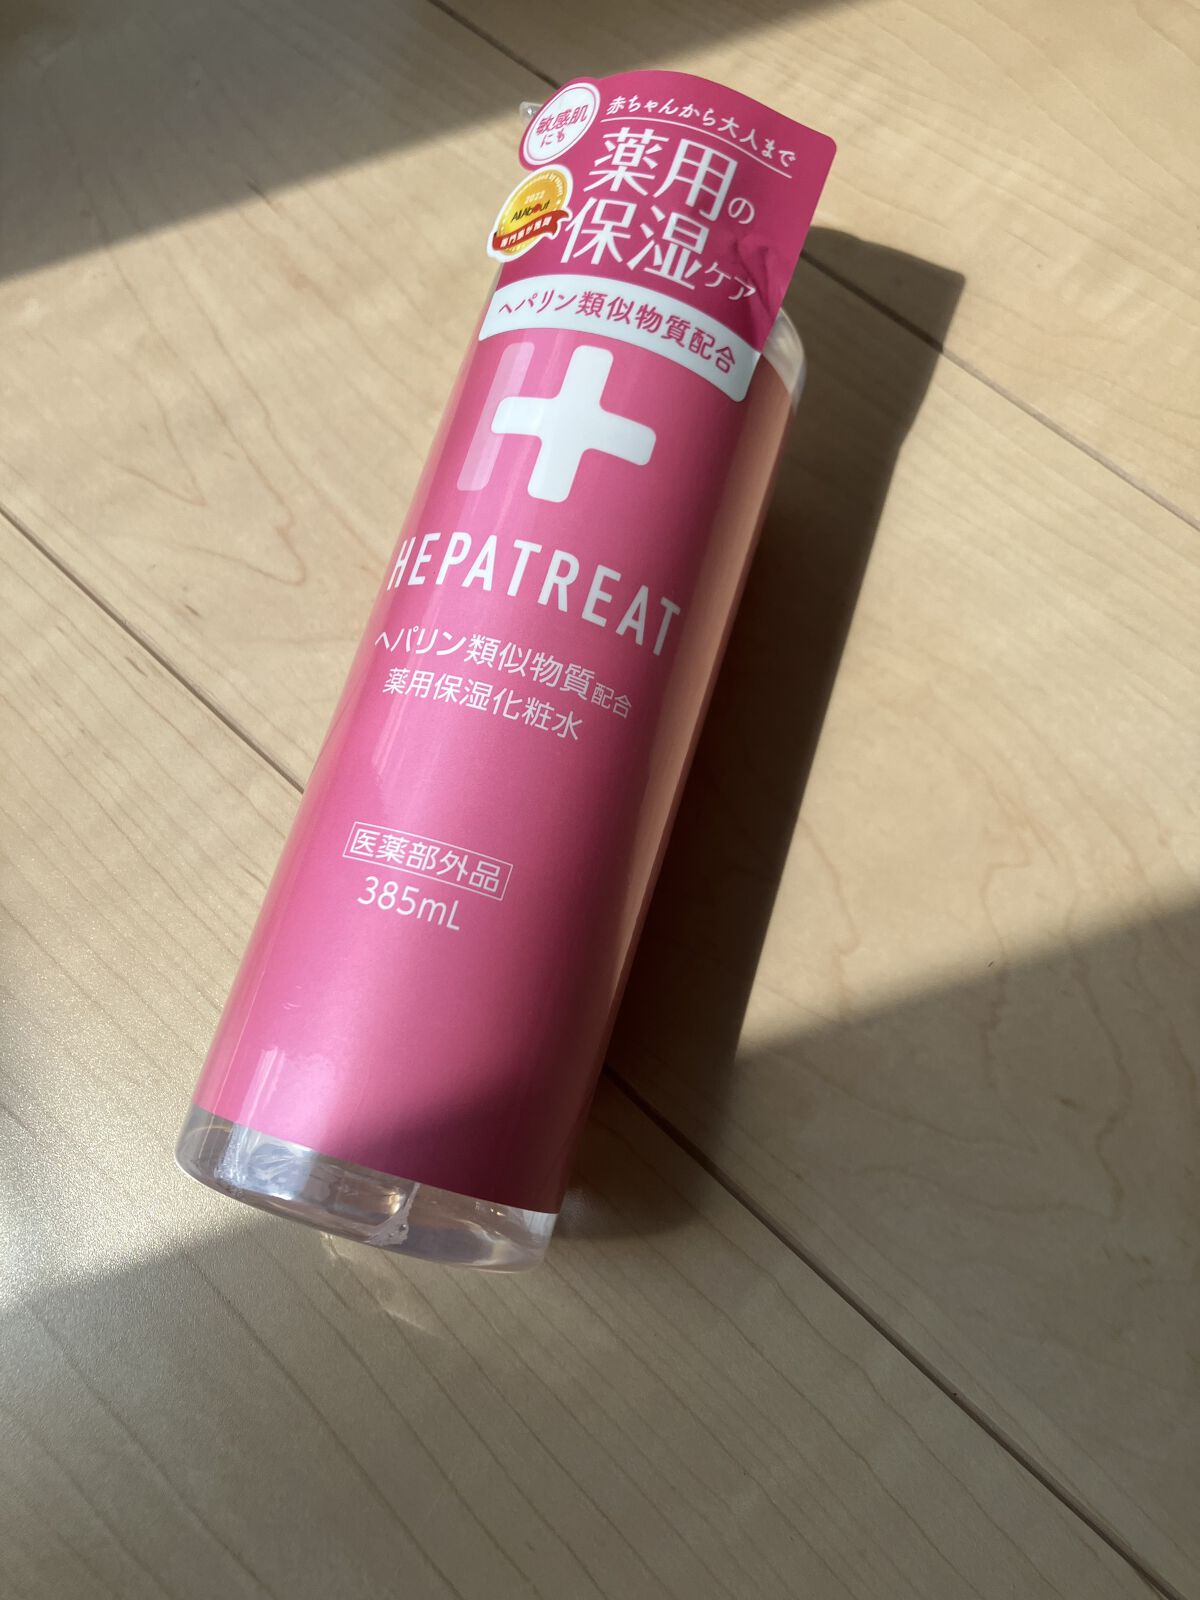 敏感肌
にも
赤ちゃんから大人まで
薬用の
保湿ケア
2022
AllAbout
ヘパリン類似物質配合
HEPATREAT
ヘパリン類似物質配合
薬用保湿化粧水
医薬部外品
385mL